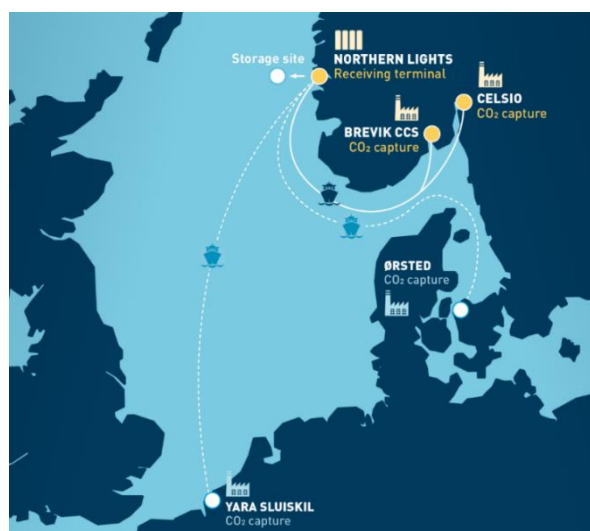 Storage site
NORTHERN LIGHTS
Receiving terminal
CELSIO
CO₂ capture
BREVIK CCS
CO₂ capture
ØRSTED
CO₂ capture
YARA SLUISKIL
CO₂ capture